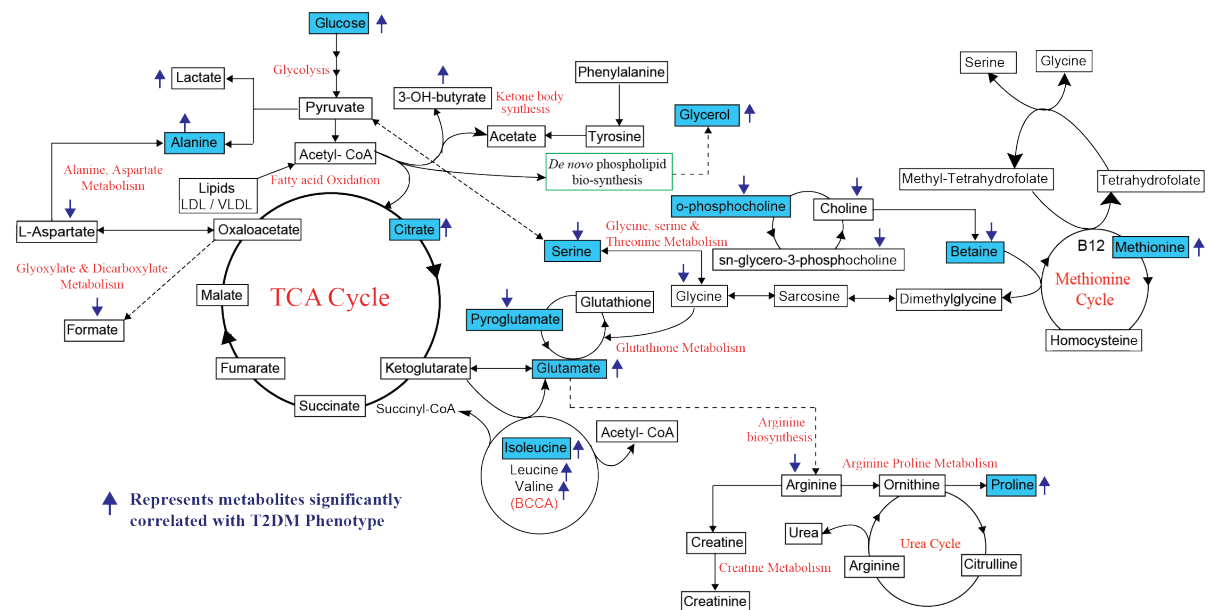 Glucose
Glycolysis
Lactate
Pyruvate
Alanine
Acetyl- CoA
Alanine, Aspartate
Metabolism
Fatty acid Oxidation
Lipids
LDL / VLDL
L-Aspartate
Oxaloacetate
Glyoxylate & Dicarboxylate
Metabolism
Formate
Malate
Fumarate
Succinate
Ketoglutarate
Citrate
TCA Cycle
Succinyl-CoA
3-OH-butyrate
Ketone body
synthesis
Acetate
Phenylalanine
Tyrosine
De novo phospholipid
bio-synthesis
Glycerol
Serine
Glycine, serine &
Threonine Metabolism
o-phosphocholine
Choline
sn-glycero-3-phosphocholine
Betaine
Glycine
Sarcosine
Dimethylglycine
Pyroglutamate
Glutathione
Glutathione Metabolism
Glutamate
Serine
Glycine
Methyl-Tetrahydrofolate
Tetrahydrofolate
B12
Methionine
Methionine
Cycle
Homocysteine
Isoleucine
Leucine
Valine
(BCCA)
Acetyl- CoA
Arginine
biosynthesis
Arginine Proline Metabolism
Arginine
Ornithine
Proline
Urea
Urea Cycle
Arginine
Citrulline
Creatine
Creatine Metabolism
Creatinine
Represents metabolites significantly
correlated with T2DM Phenotype